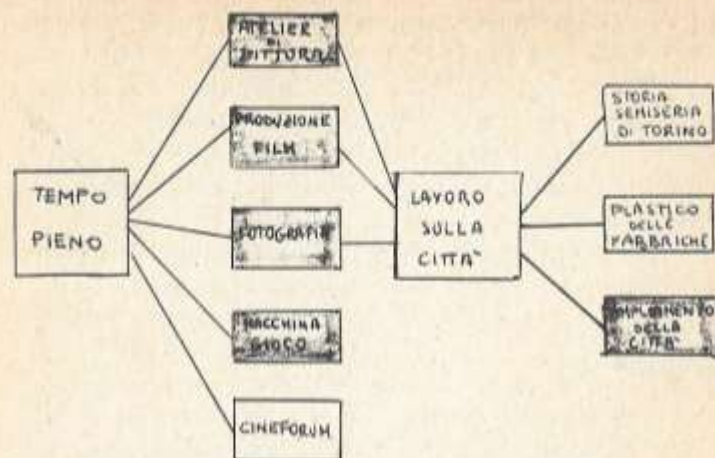 TEMPO
PIENO
ATELIER
DI
PITTURA
PRODUZIONE
FILM
FOTOGRAFIA
MACCHINA
GIOCO
CINEFORUM
LAVORO
SULLA
CITTA'
STORIA
SEMISERIA
DI TORINO
PLASTICO
DELLE
FABBRICHE
DELLA
CITTA'